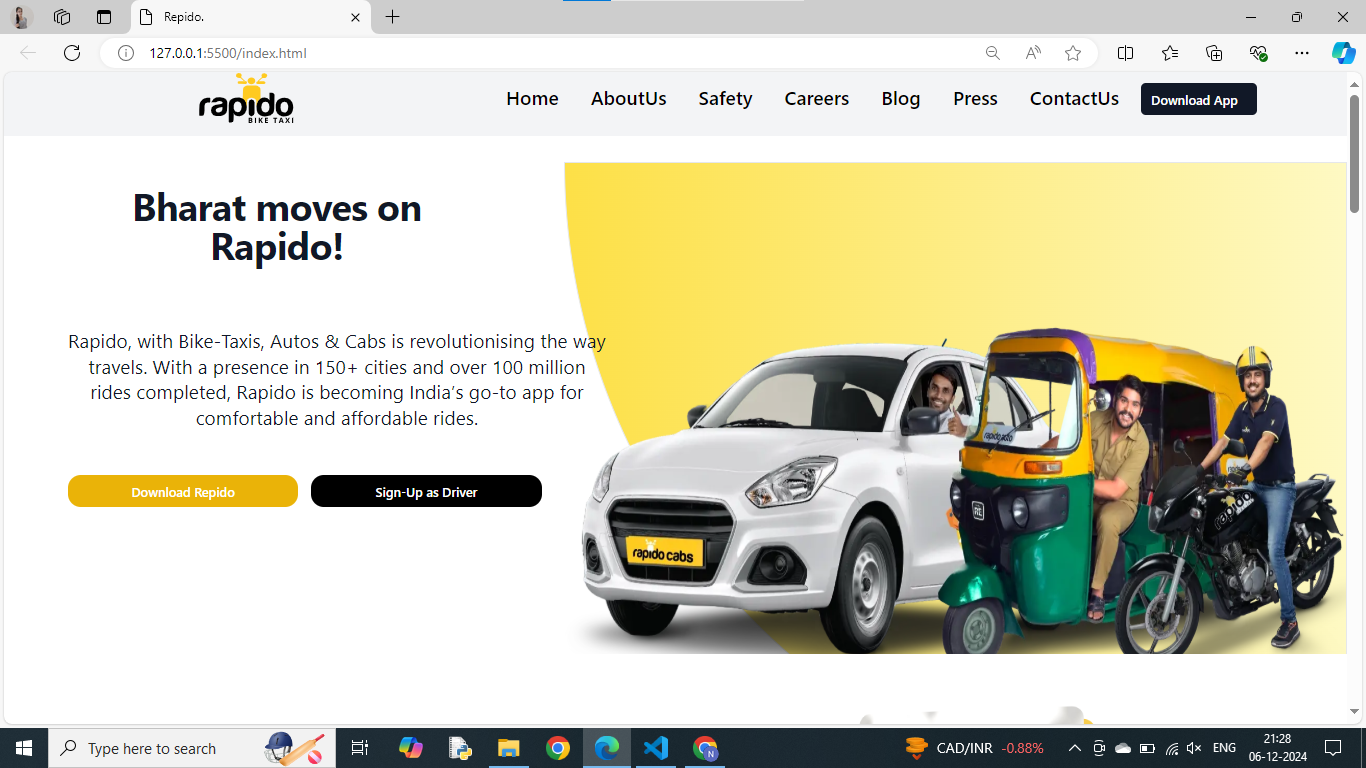 Repido.
127.0.0.1:5500/index.html
rapido
BIKE TAXI
Home AboutUs Safety Careers Blog Press ContactUs Download App
Bharat moves on
Rapido!
Rapido, with Bike-Taxis, Autos & Cabs is revolutionising the way
travels. With a presence in 150+ cities and over 100 million
rides completed, Rapido is becoming India's go-to app for
comfortable and affordable rides.
Download Repido Sign-Up as Driver
rapido auto
rapido
rapido cabs
Type here to search
CAD/INR -0.88%
ENG
21:28
06-12-2024